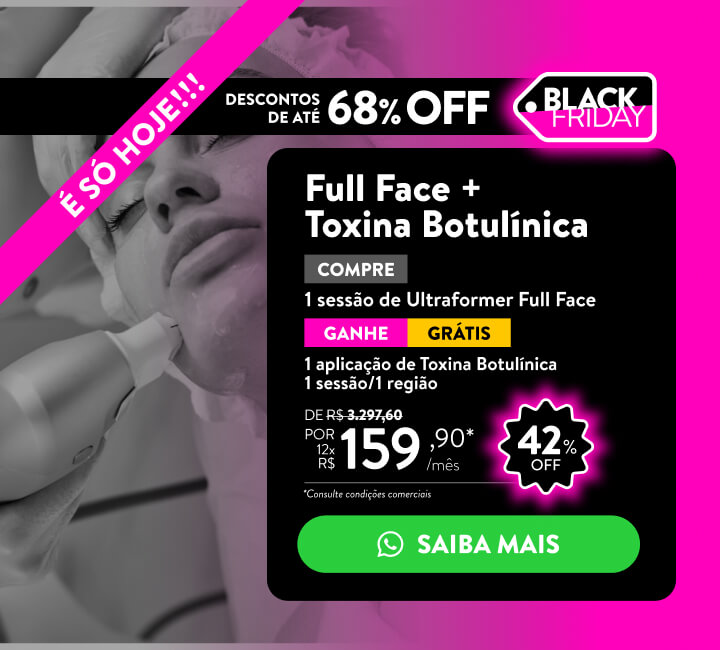 É SÓ HOJE!!!
DESCONTOS
DE ATÉ 68% OFF
BLACK
FRIDAY
Full Face +
Toxina Botulínica
COMPRE
1 sessão de Ultraformer Full Face
GANHE GRÁTIS
1 aplicação de Toxina Botulínica
1 sessão/1 região
DE R$ 3.297,60
POR
12x
R$ 159,90*
/mês
42%
OFF
*Consulte condições comerciais
SAIBA MAIS